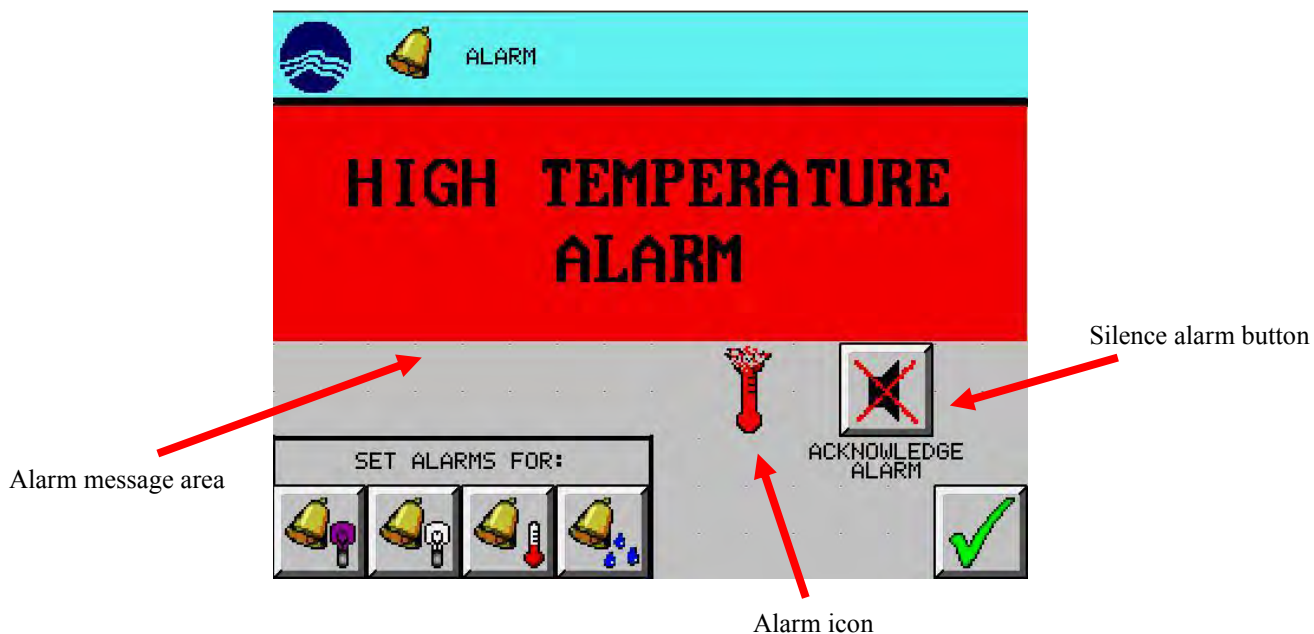 ALARM
HIGH TEMPERATURE
ALARM
Silence alarm button
ACKNOWLEDGE
ALARM
SET ALARMS FOR:
Alarm message area
Alarm icon